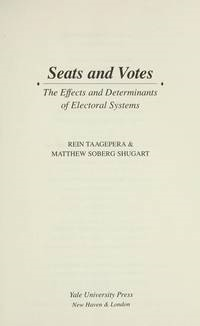 Seats and Votes
The Effects and Determinants
of Electoral Systems
REIN TAAGEPERA &
MATTHEW SOBERG SHUGART
Yale University Press
New Haven & London